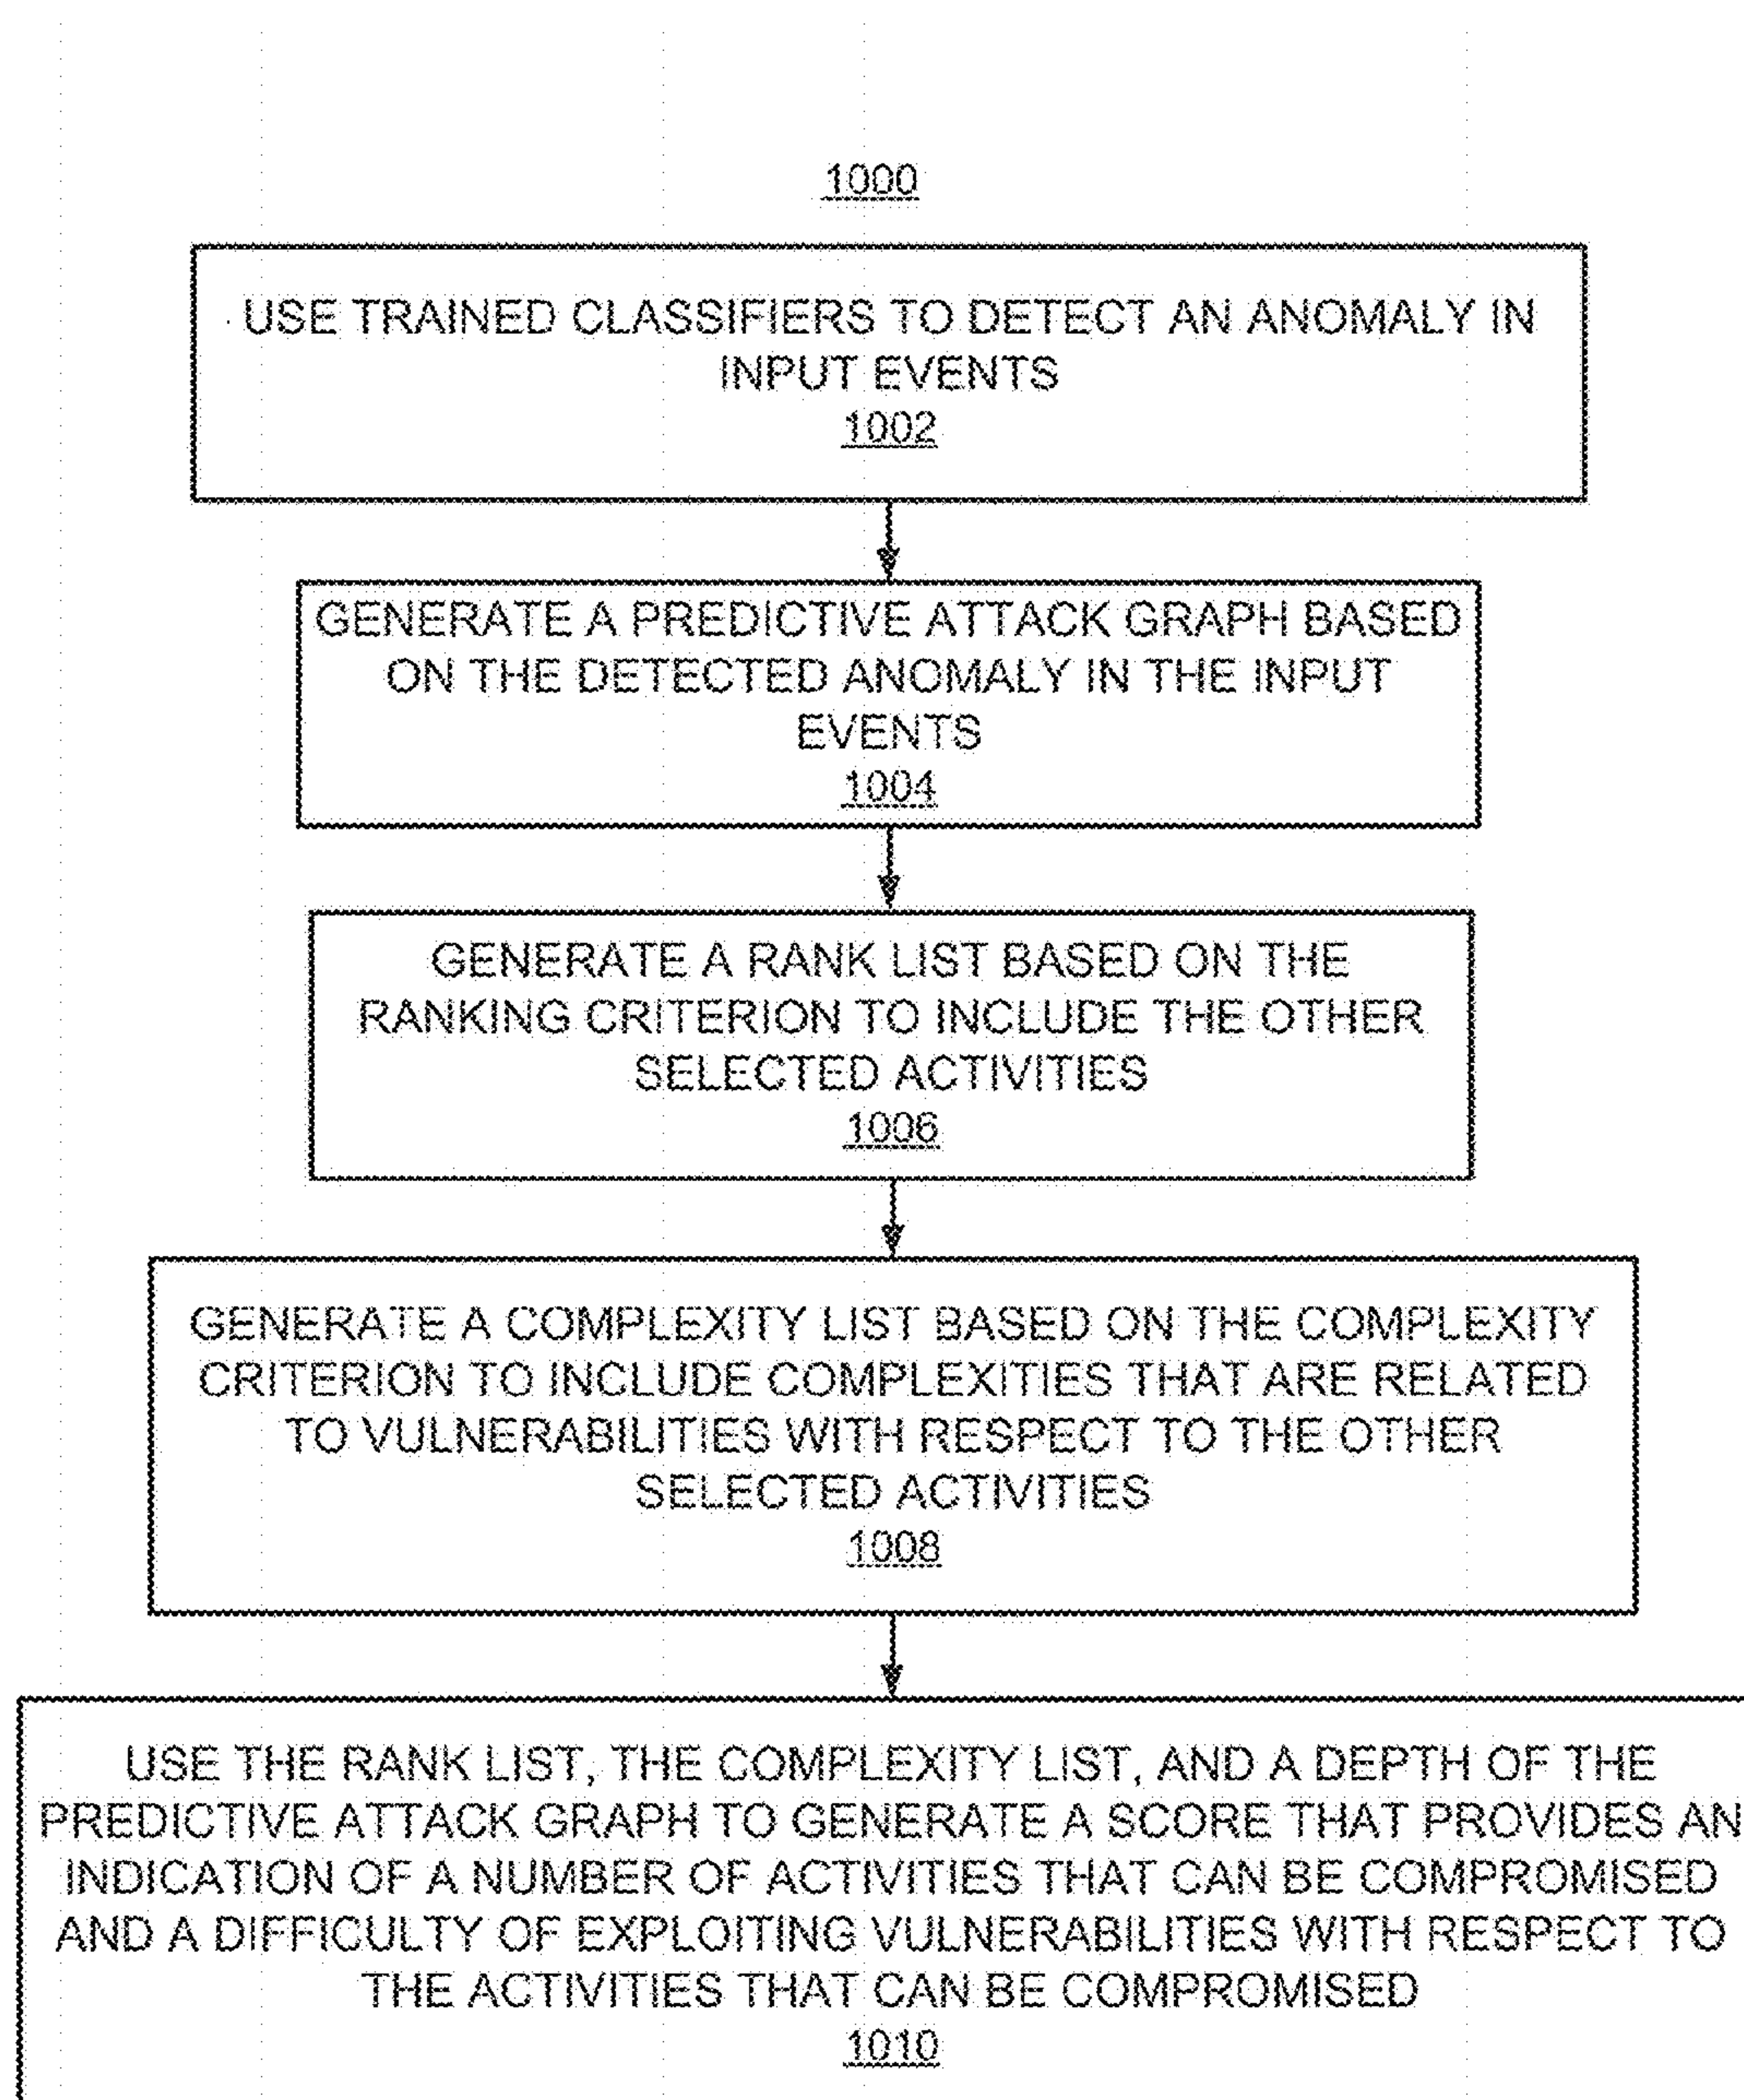 1000
USE TRAINED CLASSIFIERS TO DETECT AN ANOMALY IN
INPUT EVENTS
1002
GENERATE A PREDICTIVE ATTACK GRAPH BASED
ON THE DETECTED ANOMALY IN THE INPUT
EVENTS
1004
GENERATE A RANK LIST BASED ON THE
RANKING CRITERION TO INCLUDE THE OTHER
SELECTED ACTIVITIES
1006
GENERATE A COMPLEXITY LIST BASED ON THE COMPLEXITY
CRITERION TO INCLUDE COMPLEXITIES THAT ARE RELATED
TO VULNERABILITIES WITH RESPECT TO THE OTHER
SELECTED ACTIVITIES
1008
USE THE RANK LIST, THE COMPLEXITY LIST, AND A DEPTH OF THE
PREDICTIVE ATTACK GRAPH TO GENERATE A SCORE THAT PROVIDES AN
INDICATION OF A NUMBER OF ACTIVITIES THAT CAN BE COMPROMISED
AND A DIFFICULTY OF EXPLOITING VULNERABILITIES WITH RESPECT TO
THE ACTIVITIES THAT CAN BE COMPROMISED
1010